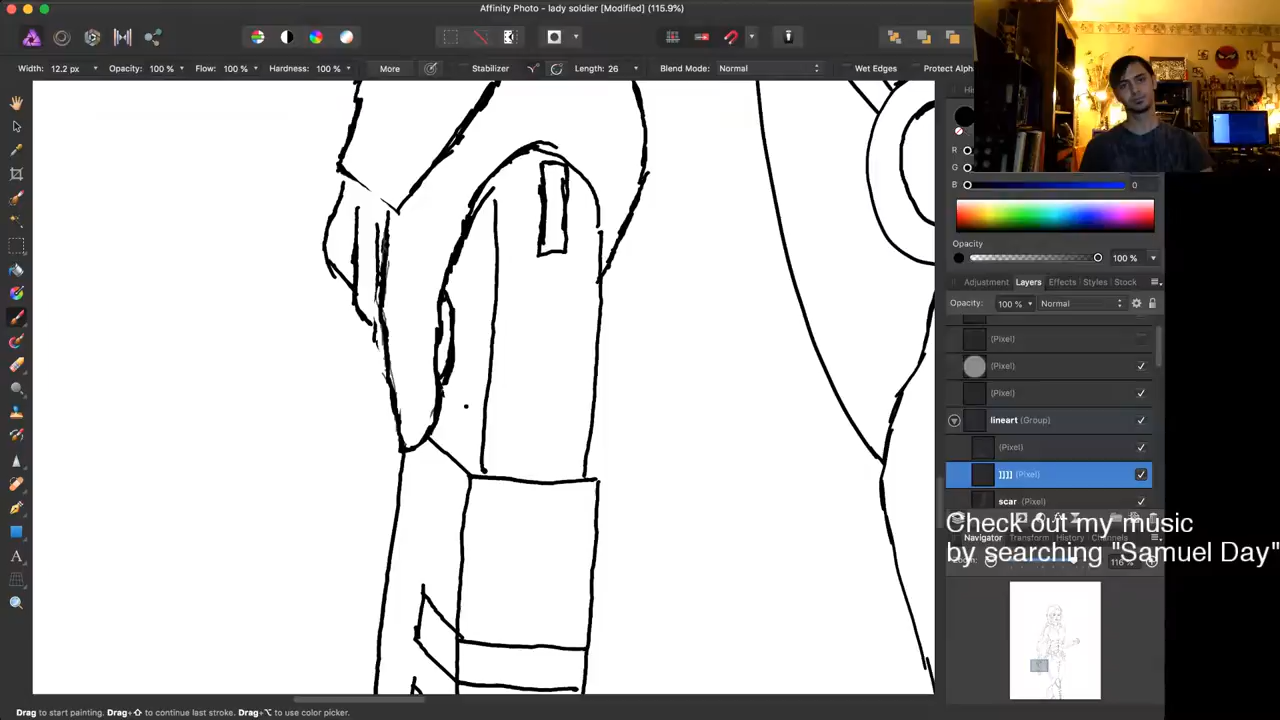 Affinity Photo - lady soldier [Modified] (115.9%)
Width: 12.2 px Opacity: 100 % Flow: 100 % Hardness: 100 % More Stabilizer Length: 26 Blend Mode: Normal Wet Edges Protect Alpha
R
G
B 0
Opacity
100 %
Adjustment Layers Effects Styles Stock
Opacity: 100 % Normal
(Pixel)
(Pixel)
(Pixel)
lineart (Group)
(Pixel)
]]]] (Pixel)
scar (Pixel)
Check out my music
by searching "Samuel Day"
Navigator Transform History Channels
Zoom: 116 %
Drag to start painting. Drag+⇧ to continue last stroke. Drag+⌥ to use color picker.